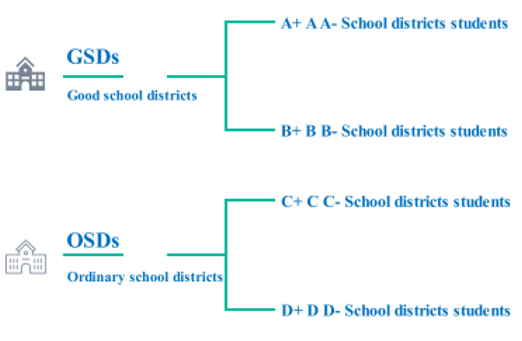 GSDs
Good school districts
A+ A A- School districts students
B+ B B- School districts students
OSDs
Ordinary school districts
C+ C C- School districts students
D+ D D- School districts students